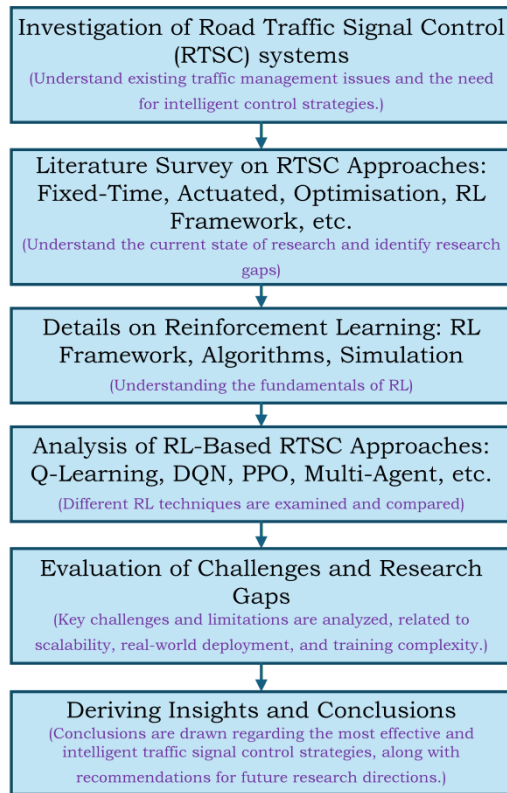 Investigation of Road Traffic Signal Control
(RTSC) systems
(Understand existing traffic management issues and the need
for intelligent control strategies.)
Literature Survey on RTSC Approaches:
Fixed-Time, Actuated, Optimisation, RL
Framework, etc.
(Understand the current state of research and identify research
gaps)
Details on Reinforcement Learning: RL
Framework, Algorithms, Simulation
(Understanding the fundamentals of RL)
Analysis of RL-Based RTSC Approaches:
Q-Learning, DQN, PPO, Multi-Agent, etc.
(Different RL techniques are examined and compared)
Evaluation of Challenges and Research
Gaps
(Key challenges and limitations are analyzed, related to
scalability, real-world deployment, and training complexity.)
Deriving Insights and Conclusions
(Conclusions are drawn regarding the most effective and
intelligent traffic signal control strategies, along with
recommendations for future research directions.)